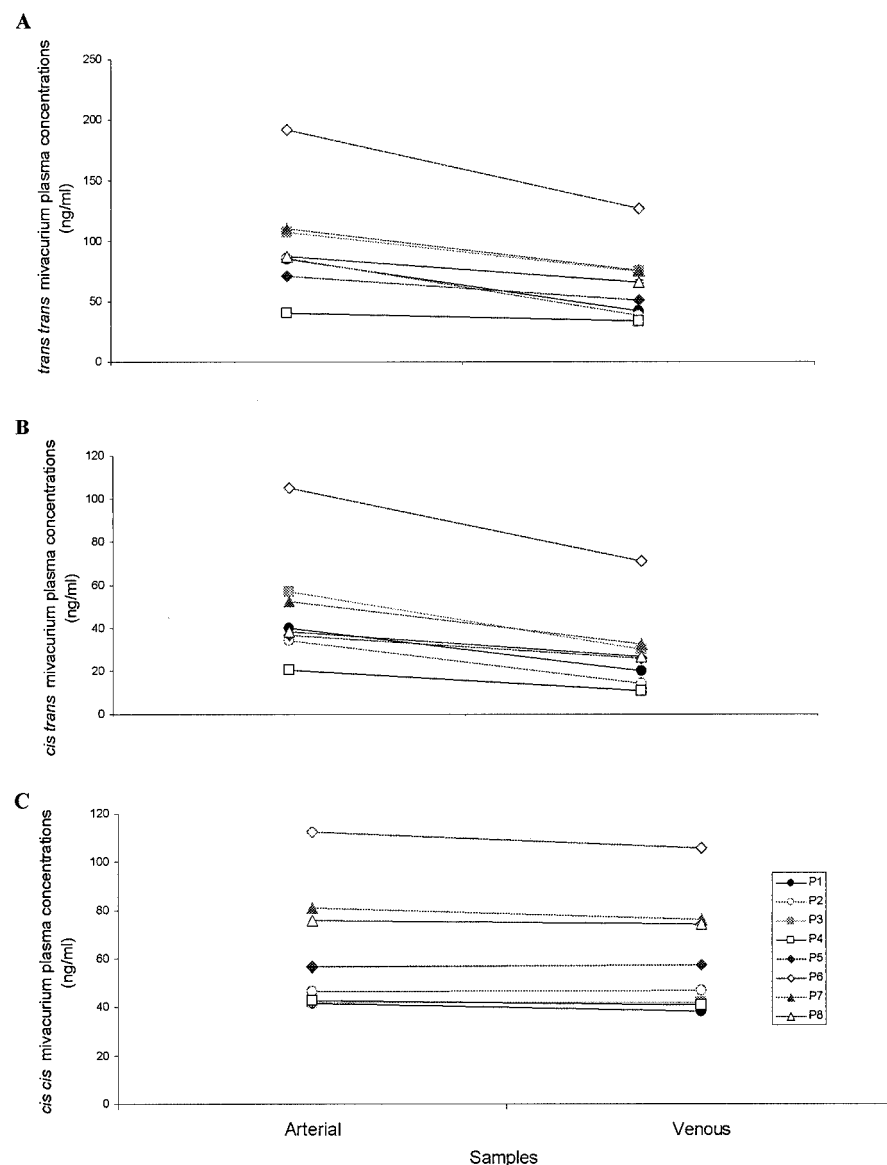 A
trans trans mivacurium plasma concentrations
(ng/ml)
250
200
150
100
50
0
B
cis trans mivacurium plasma concentrations
(ng/ml)
120
100
80
60
40
20
0
C
cis cis mivacurium plasma concentrations
(ng/ml)
120
100
80
60
40
20
0
P1
P2
P3
P4
P5
P6
P7
P8
Arterial Venous
Samples